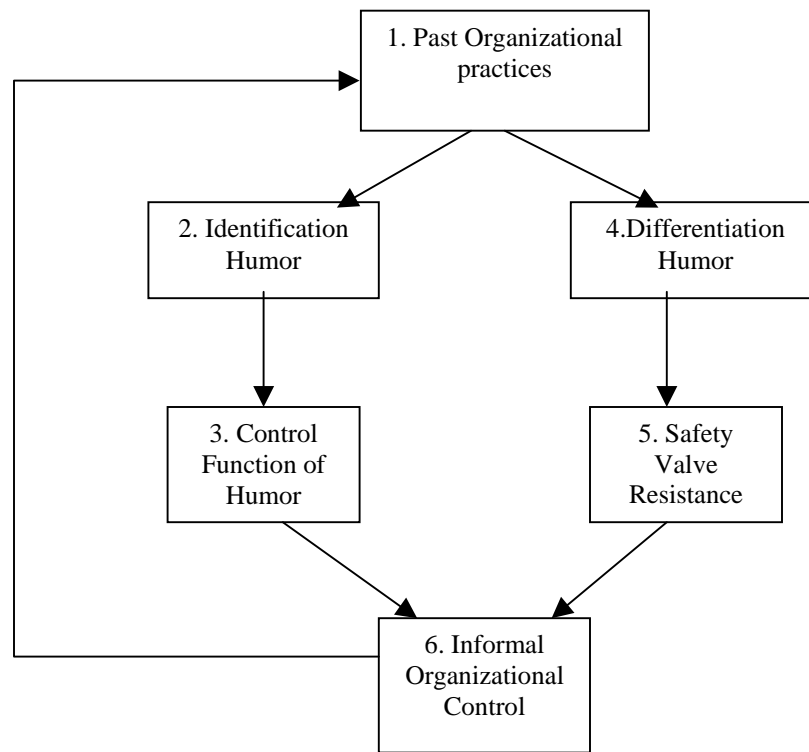 1. Past Organizational
practices
2. Identification
Humor
4.Differentiation
Humor
3. Control
Function of
Humor
5. Safety
Valve
Resistance
6. Informal
Organizational
Control